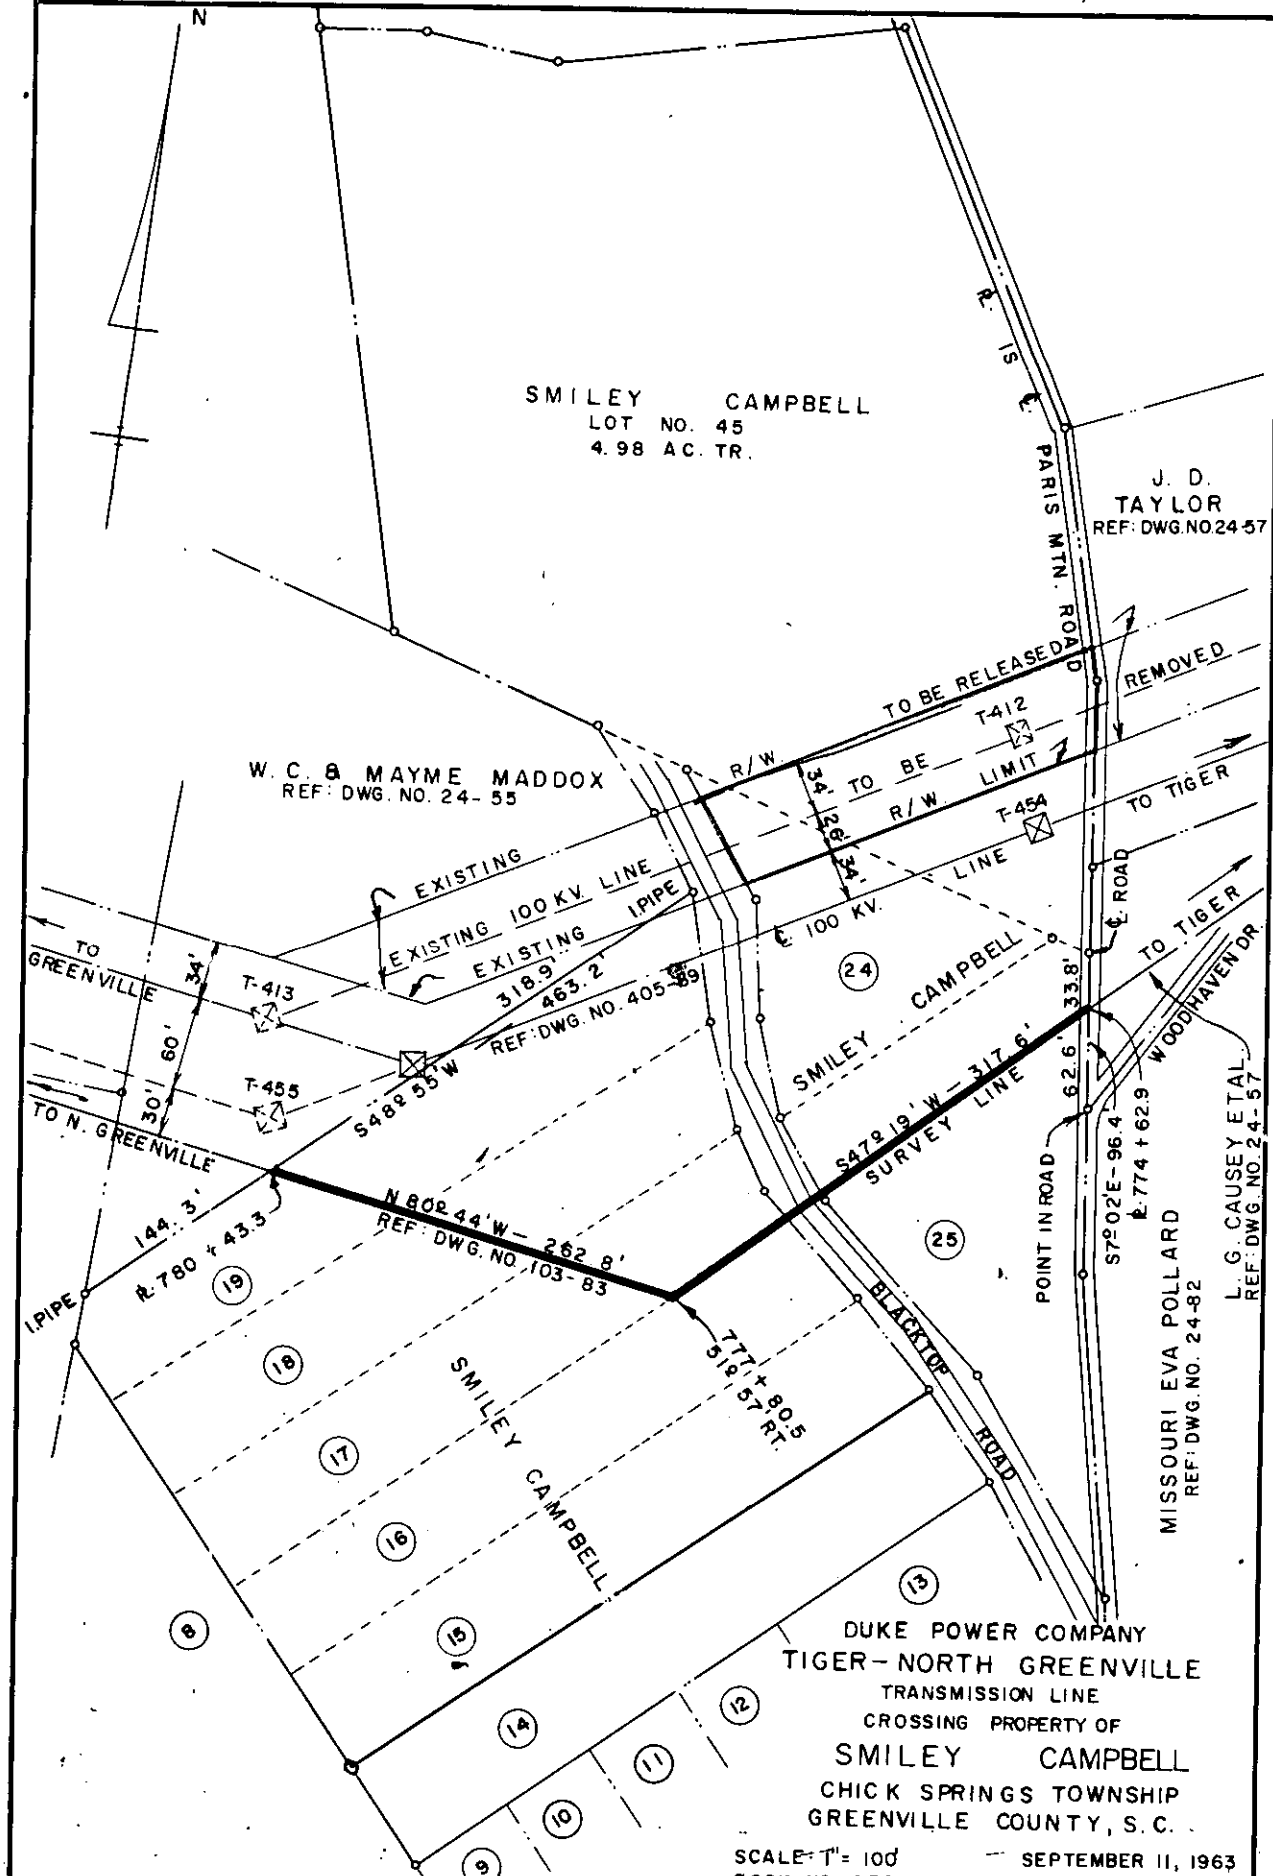 N
SMILEY CAMPBELL
LOT NO. 45
4.98 AC. TR.
PARIS MTN. ROAD
J. D.
TAYLOR
REF: DWG. NO. 24-57
W. C. & MAYME MADDOX
REF: DWG. NO. 24-55
R/W TO BE RELEASED
T-412
TO BE REMOVED
R/W LIMIT
T-454
34' 26' 34'
EXISTING
EXISTING 100 KV. LINE
EXISTING
I.PIPE
℄ 100 KV. LINE
TO TIGER
℄ ROAD
TO TIGER
WOODHAVEN DR.
TO
GREENVILLE
34'
T-413
60'
T-455
30'
TO N. GREENVILLE
318.9'
463.2'
REF: DWG. NO. 405-89
S48º 55'W
24
SMILEY CAMPBELL
33.8'
62.6'
S47º 19' W — 317.6'
SURVEY LINE
POINT IN ROAD
S7º02'E-96.4'
℄ 774 + 62.9
L. G. CAUSEY ETAL
REF: DWG. NO. 24-57
MISSOURI EVA POLLARD
REF: DWG. NO. 24-82
144.3'
I.PIPE
780 + 43.3
N 80º 44' W — 262.8'
REF: DWG. NO. 103-83
777 + 80.5
51º 57' RT.
25
BLACKTOP ROAD
19
18
17
16
15
SMILEY CAMPBELL
8
14
13
12
11
10
9
DUKE POWER COMPANY
TIGER-NORTH GREENVILLE
TRANSMISSION LINE
CROSSING PROPERTY OF
SMILEY CAMPBELL
CHICK SPRINGS TOWNSHIP
GREENVILLE COUNTY, S.C.
SCALE-1"= 100' SEPTEMBER 11, 1963